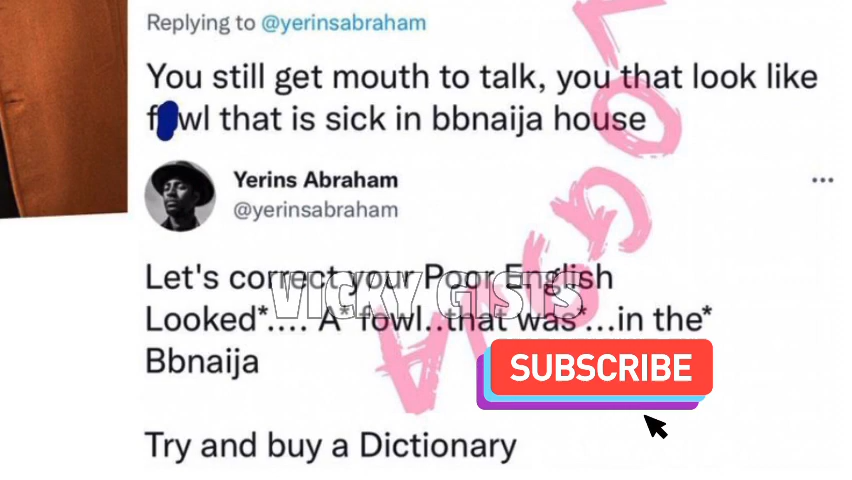 Replying to @yerinsabraham
You still get mouth to talk, you that look like
f wl that is sick in bbnaija house
Yerins Abraham
@yerinsabraham
Let's correct your Poor English
VICKY GISTS
Looked*.... A* fowl..that was*...in the*
Bbnaija
SUBSCRIBE
Try and buy a Dictionary